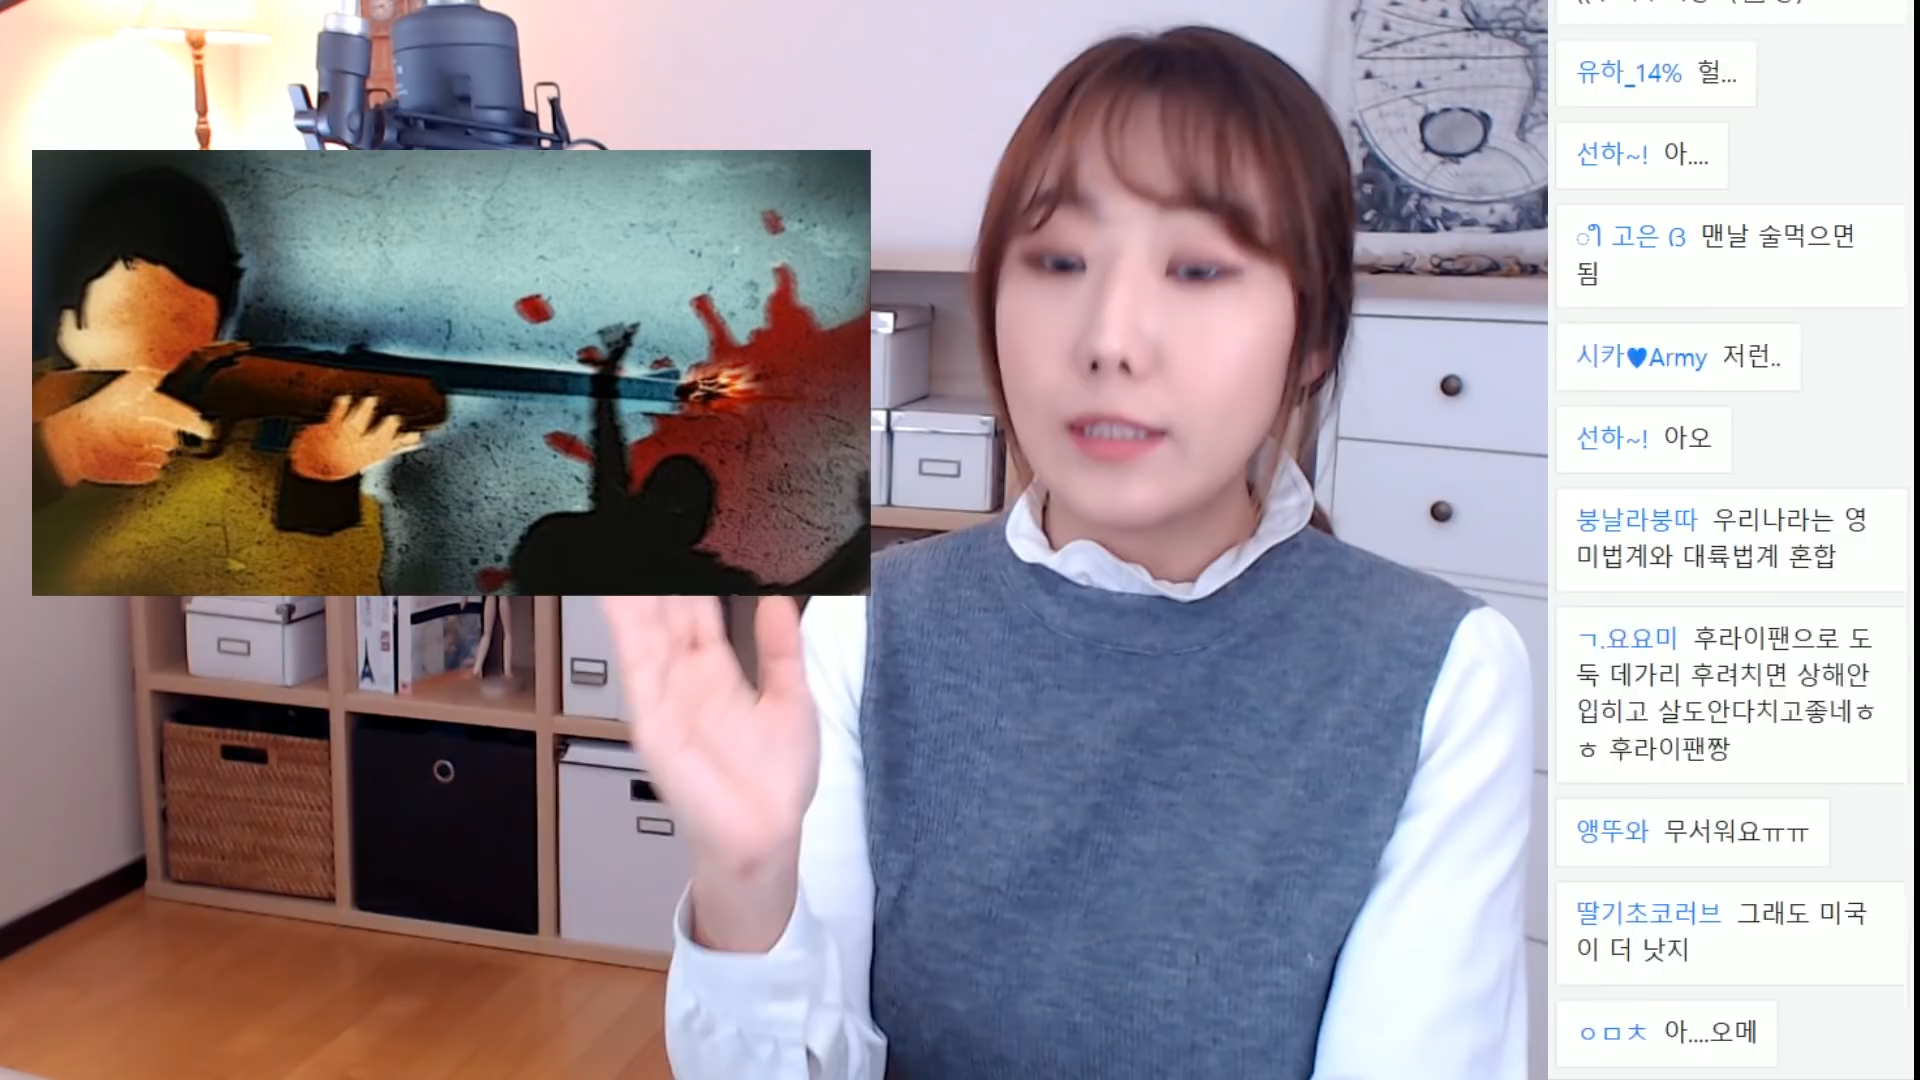 유하_14% 헐...
선하~! 아....
고은 맨날 술먹으면
됨
시카♥Army 저런..
선하~! 아오
붕날라붕따 우리나라는 영
미법계와 대륙법계 혼합
ㄱ.요요미 후라이팬으로 도
둑 데가리 후려치면 상해안
입히고 살도안다치고좋네ㅎ
ㅎ 후라이팬짱
앵뚜와 무서워요ㅠㅠ
딸기초코러브 그래도 미국
이 더 낫지
ㅇㅁㅊ 아....오메